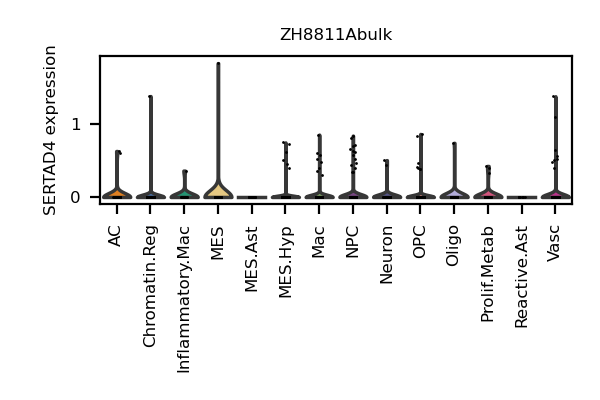 ZH8811Abulk
SERTAD4 expression
1
0
AC
Chromatin.Reg
Inflammatory.Mac
MES
MES.Ast
MES.Hyp
Mac
NPC
Neuron
OPC
Oligo
Prolif.Metab
Reactive.Ast
Vasc